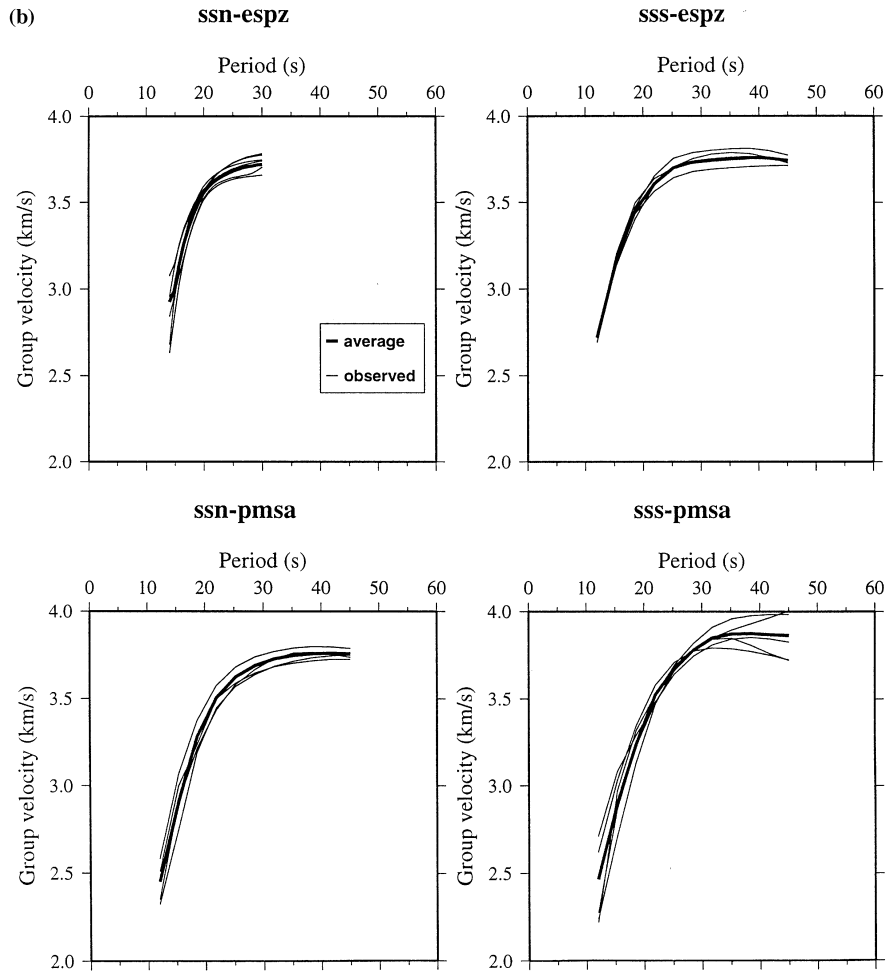 (b)
ssn-espz
sss-espz
Period (s)
Period (s)
0 10 20 30 40 50 60
0 10 20 30 40 50 60
4.0
3.5
3.0
2.5
2.0
Group velocity (km/s)
average
observed
4.0
3.5
3.0
2.5
2.0
Group velocity (km/s)
ssn-pmsa
sss-pmsa
Period (s)
Period (s)
0 10 20 30 40 50 60
0 10 20 30 40 50 60
4.0
3.5
3.0
2.5
2.0
Group velocity (km/s)
4.0
3.5
3.0
2.5
2.0
Group velocity (km/s)